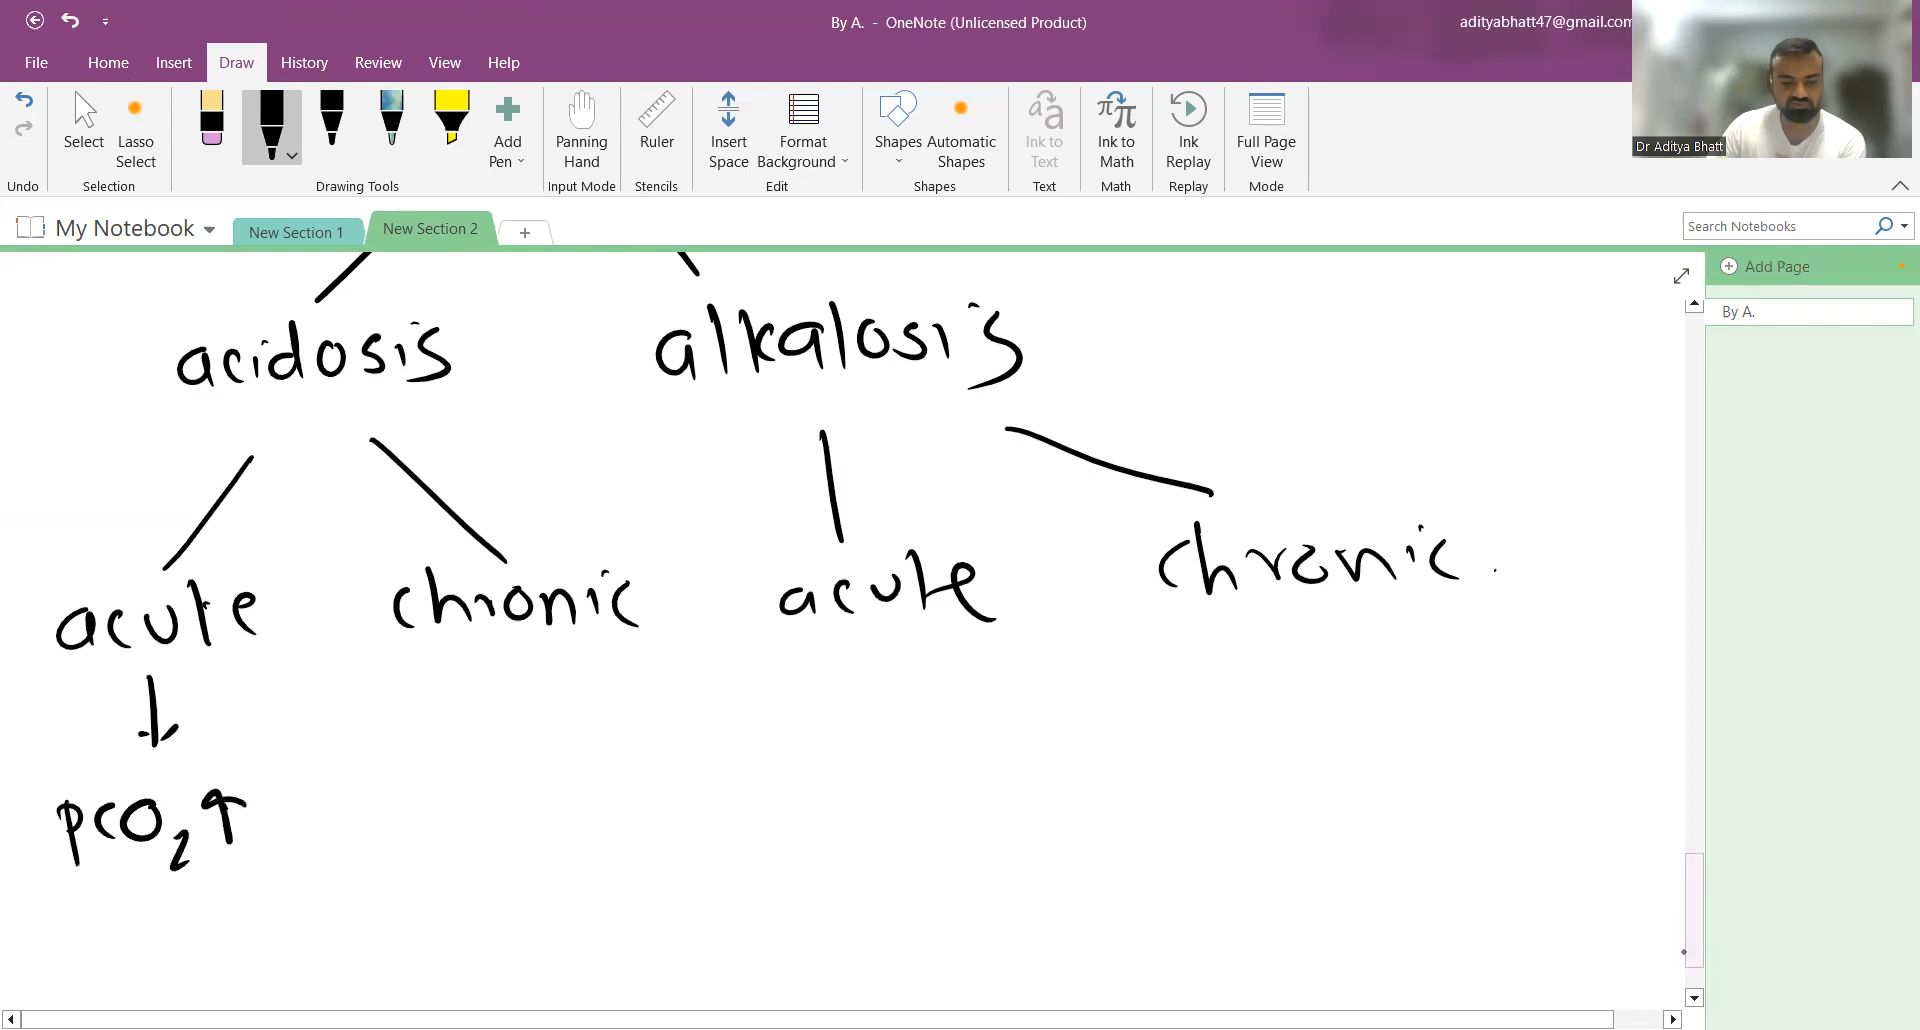 By A. - OneNote (Unlicensed Product)
adityabhatt47@gmail.com
File Home Insert Draw History Review View Help
Select
Lasso Select
Add Pen
Panning Hand
Ruler
Insert Space
Format Background
Shapes
Automatic Shapes
Ink to Text
Ink to Math
Ink Replay
Full Page View
Dr Aditya Bhatt
Undo Selection Drawing Tools Input Mode Stencils Edit Shapes Text Math Replay Mode
My Notebook New Section 1 New Section 2
Search Notebooks
Add Page
By A.
acidosis alkalosis
acute chronic acute chronic.
pCO2↑